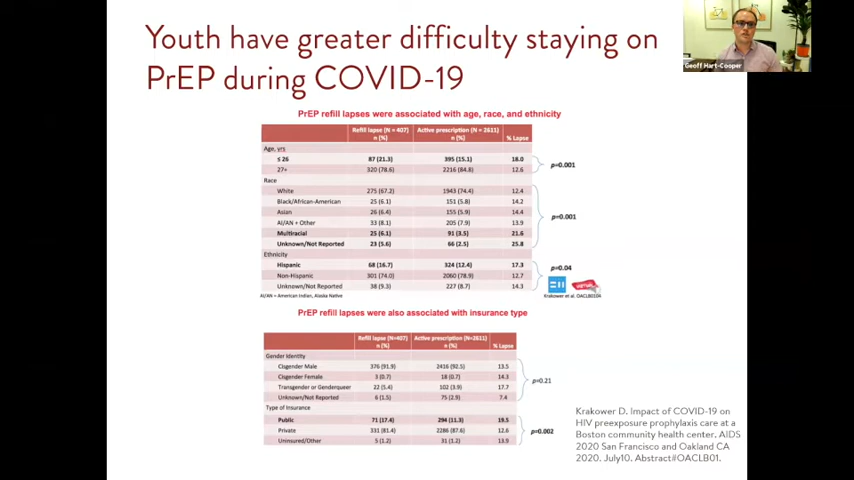 Youth have greater difficulty staying on
PrEP during COVID-19
Geoff Hart-Cooper
PrEP refill lapses were associated with age, race, and ethnicity
Refill lapse (N = 407) n (%) Active prescription (N = 2611) n (%) % Lapse
Age, yrs
≤ 26 87 (21.3) 395 (15.1) 18.0
27+ 320 (78.6) 2216 (84.8) 12.6
p=0.001
Race
White 275 (67.2) 1943 (74.4) 12.4
Black/African-American 25 (6.1) 151 (5.8) 14.2
Asian 26 (6.4) 155 (5.9) 14.4
AI/AN + Other 33 (8.1) 205 (7.9) 13.9
Multiracial 25 (6.1) 91 (3.5) 21.6
Unknown/Not Reported 23 (5.6) 66 (2.5) 25.8
p=0.001
Ethnicity
Hispanic 68 (16.7) 324 (12.4) 17.3
Non-Hispanic 301 (74.0) 2060 (78.9) 12.7
Unknown/Not Reported 38 (9.3) 227 (8.7) 14.3
p=0.04
AI/AN = American Indian, Alaska Native
Krakower et al. OACLB0104
PrEP refill lapses were also associated with insurance type
Refill lapse (N=407) n (%) Active prescription (N=2611) n (%) % Lapse
Gender Identity
Cisgender Male 376 (91.9) 2416 (92.5) 13.5
Cisgender Female 3 (0.7) 18 (0.7) 14.3
Transgender or Genderqueer 22 (5.4) 102 (3.9) 17.7
Unknown/Not Reported 6 (1.5) 75 (2.9) 7.4
p=0.21
Type of Insurance
Public 71 (17.4) 294 (11.3) 19.5
Private 331 (81.4) 2286 (87.6) 12.6
Uninsured/Other 5 (1.2) 31 (1.2) 13.9
p=0.002
Krakower D. Impact of COVID-19 on
HIV preexposure prophylaxis care at a
Boston community health center. AIDS
2020 San Francisco and Oakland CA
2020. July10. Abstract#OACLB01.